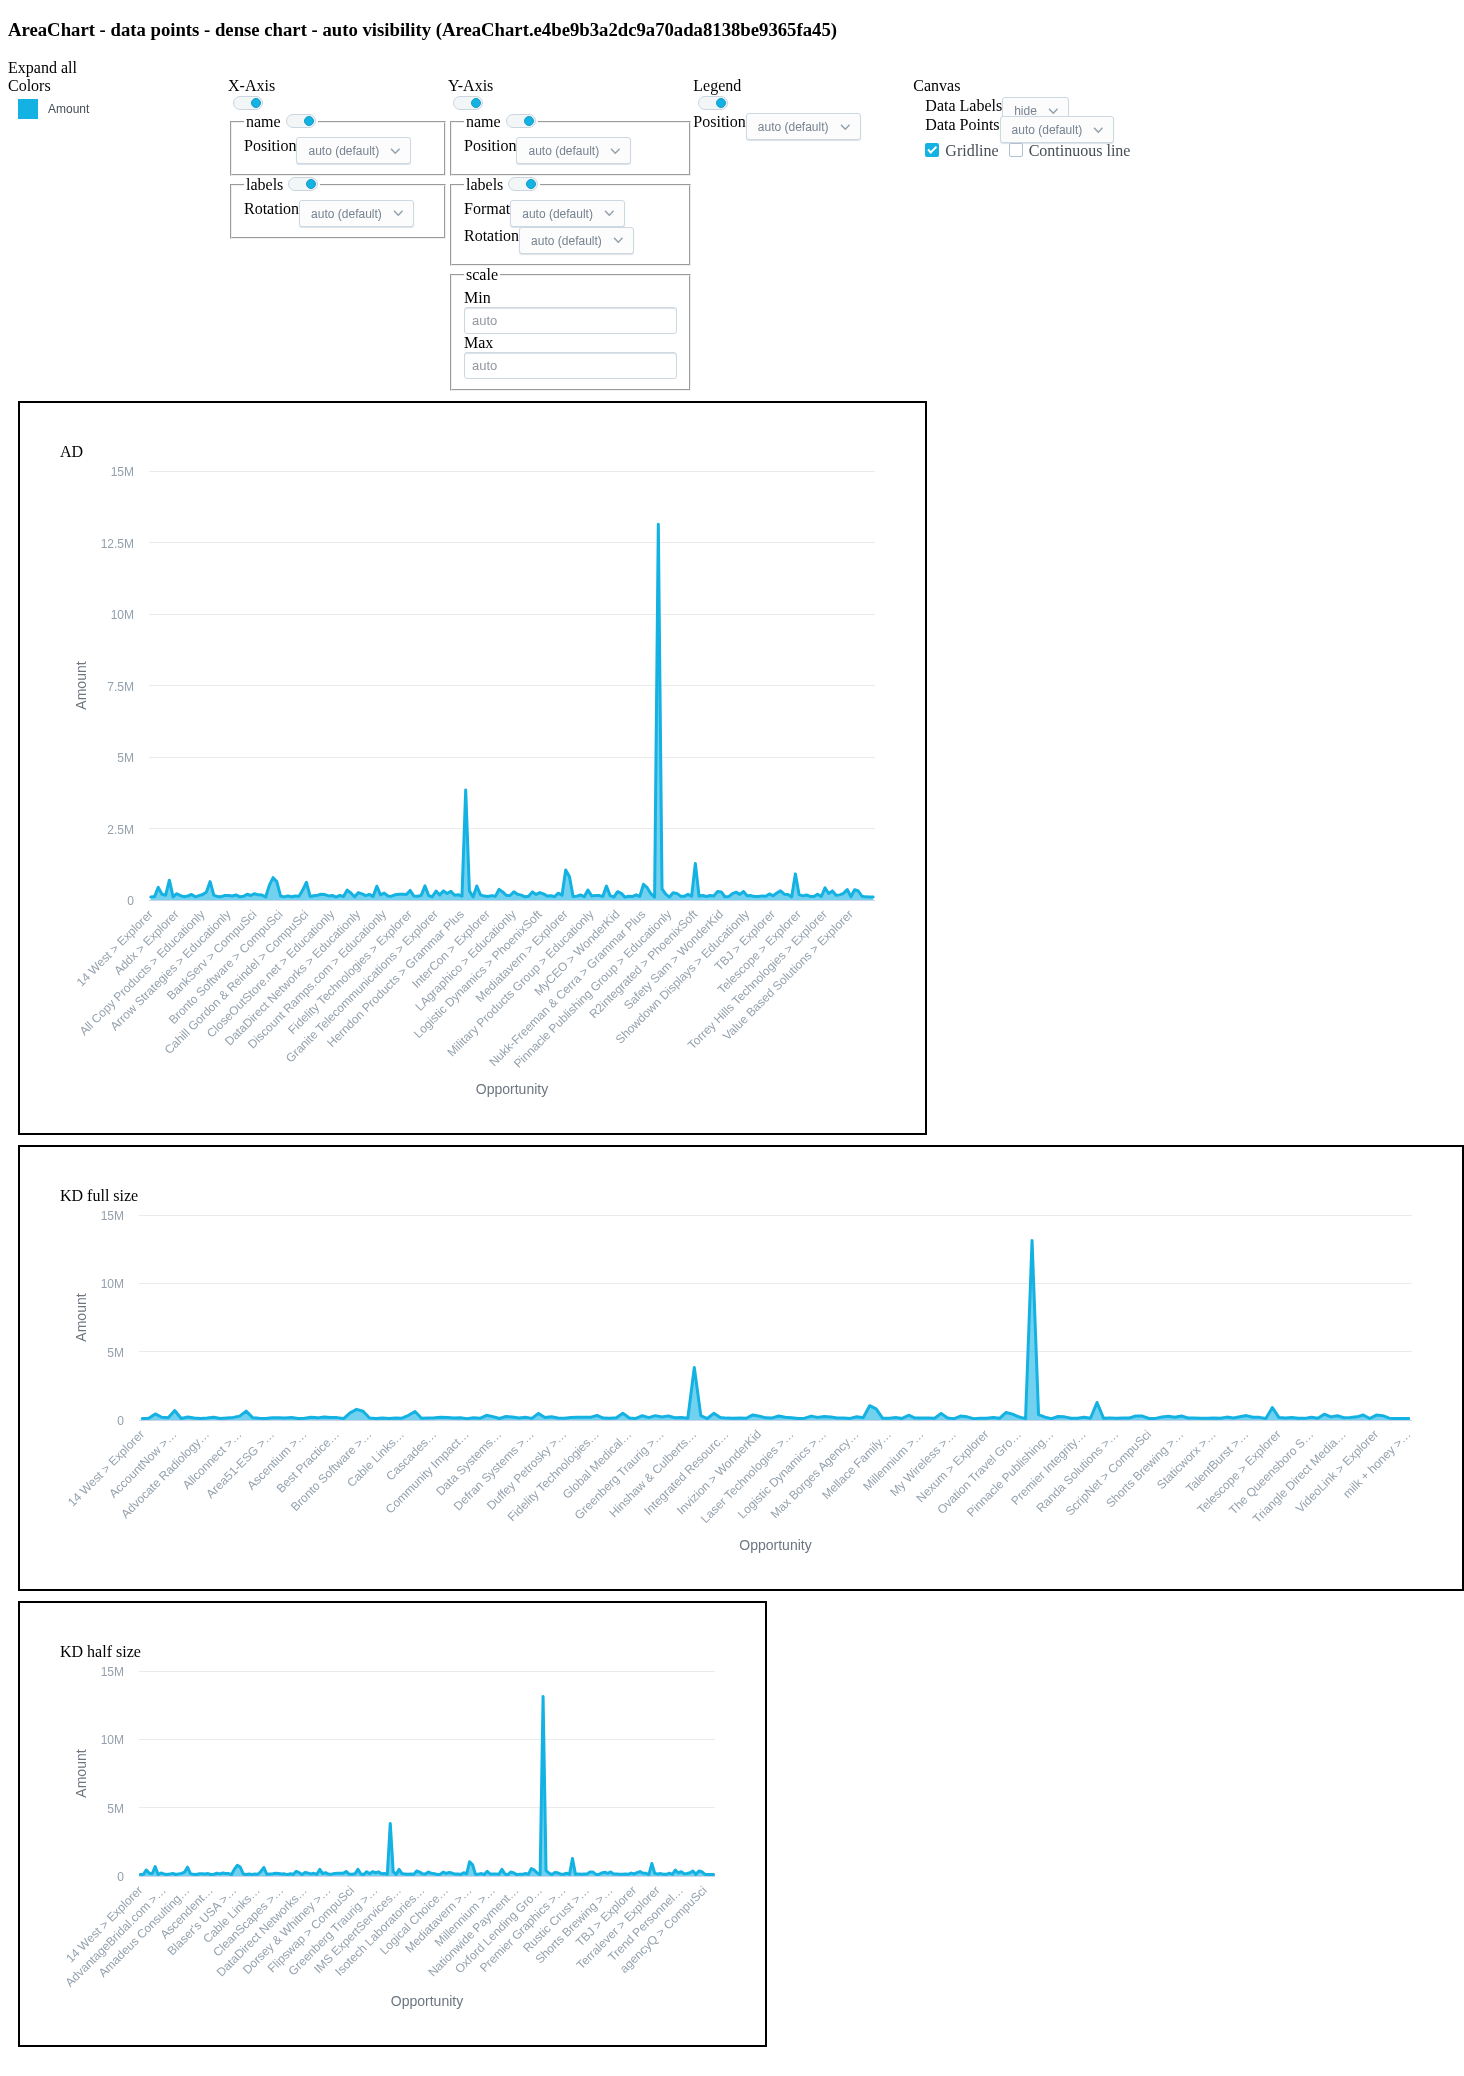 AreaChart - data points - dense chart - auto visibility (AreaChart.e4be9b3a2dc9a70ada8138be9365fa45)
Expand all
Colors
Amount
X-Axis
name
Position auto (default)
labels
Rotation auto (default)
Y-Axis
name
Position auto (default)
labels
Format auto (default)
Rotation auto (default)
scale
Min
auto
Max
auto
Legend
Position auto (default)
Canvas
Data Labels hide
Data Points auto (default)
Gridline Continuous line
AD
15M
12.5M
10M
7.5M
5M
2.5M
0
Amount
14 West > Explorer
Addx > Explorer
All Copy Products > Educationly
Arrow Strategies > Educationly
BankServ > CompuSci
Bronto Software > CompuSci
Cahill Gordon & Reindel > CompuSci
CloseOutStore.net > Educationly
DataDirect Networks > Educationly
Discount Ramps.com > Educationly
Fidelity Technologies > Explorer
Granite Telecommunications > Explorer
Herndon Products > Grammar Plus
InterCon > Explorer
LAgraphico > Educationly
Logistic Dynamics > PhoenixSoft
Mediatavern > Explorer
Military Products Group > Educationly
MyCEO > WonderKid
Nukk-Freeman & Cerra > Grammar Plus
Pinnacle Publishing Group > Educationly
R2integrated > PhoenixSoft
Safety Sam > WonderKid
Showdown Displays > Educationly
TBJ > Explorer
Telescope > Explorer
Torrey Hills Technologies > Explorer
Value Based Solutions > Explorer
Opportunity
KD full size
15M
10M
5M
0
Amount
14 West > Explorer
AccountNow >…
Advocate Radiology…
Allconnect >…
Area51-ESG >…
Ascentium >…
Best Practice…
Bronto Software >…
Cable Links…
Cascades…
Community Impact…
Data Systems…
Defran Systems >…
Duffey Petrosky >…
Fidelity Technologies…
Global Medical…
Greenberg Traurig >…
Hinshaw & Culberts…
Integrated Resourc…
Invizion > WonderKid
Laser Technologies >…
Logistic Dynamics >…
Max Borges Agency…
Mellace Family…
Millennium >…
My Wireless >…
Nexum > Explorer
Ovation Travel Gro…
Pinnacle Publishing…
Premier Integrity…
Randa Solutions >…
ScripNet > CompuSci
Shorts Brewing >…
Staticworx >…
TalentBurst >…
Telescope > Explorer
The Queensboro S…
Triangle Direct Media…
VideoLink > Explorer
milk + honey >…
Opportunity
KD half size
15M
10M
5M
0
Amount
14 West > Explorer
AdvantageBridal.com >…
Amadeus Consulting…
Ascendent…
Blaser's USA >…
Cable Links…
CleanScapes >…
DataDirect Networks…
Dorsey & Whitney >…
Flipswap > CompuSci
Greenberg Traurig >…
IMS ExpertServices…
Isotech Laboratories…
Logical Choice…
Mediatavern >…
Millennium >…
Nationwide Payment…
Oxford Lending Gro…
Premier Graphics >…
Rustic Crust >…
Shorts Brewing >…
TBJ > Explorer
Terralever > Explorer
Trend Personnel…
agencyQ > CompuSci
Opportunity